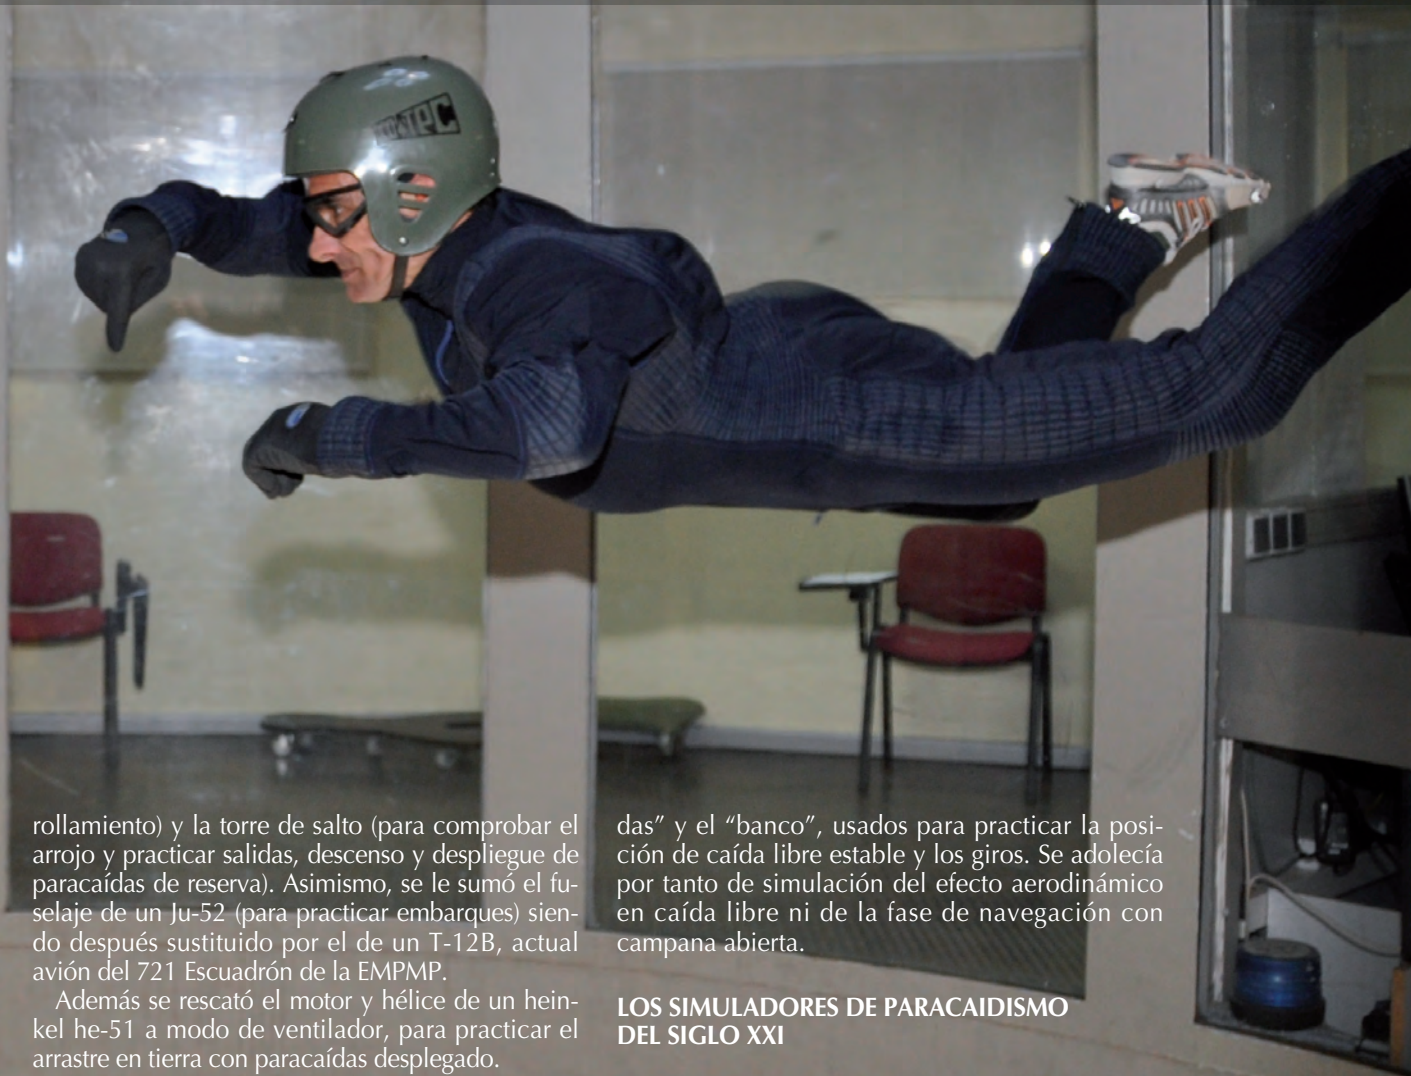 rollamiento) y la torre de salto (para comprobar el
arrojo y practicar salidas, descenso y despliegue de
paracaídas de reserva). Asimismo, se le sumó el fu-
selaje de un Ju-52 (para practicar embarques) sien-
do después sustituido por el de un T-12B, actual
avión del 721 Escuadrón de la EMPMP.
Además se rescató el motor y hélice de un hein-
kel he-51 a modo de ventilador, para practicar el
arrastre en tierra con paracaídas desplegado.
das” y el “banco”, usados para practicar la posi-
ción de caída libre estable y los giros. Se adolecía
por tanto de simulación del efecto aerodinámico
en caída libre ni de la fase de navegación con
campana abierta.
LOS SIMULADORES DE PARACAIDISMO
DEL SIGLO XXI